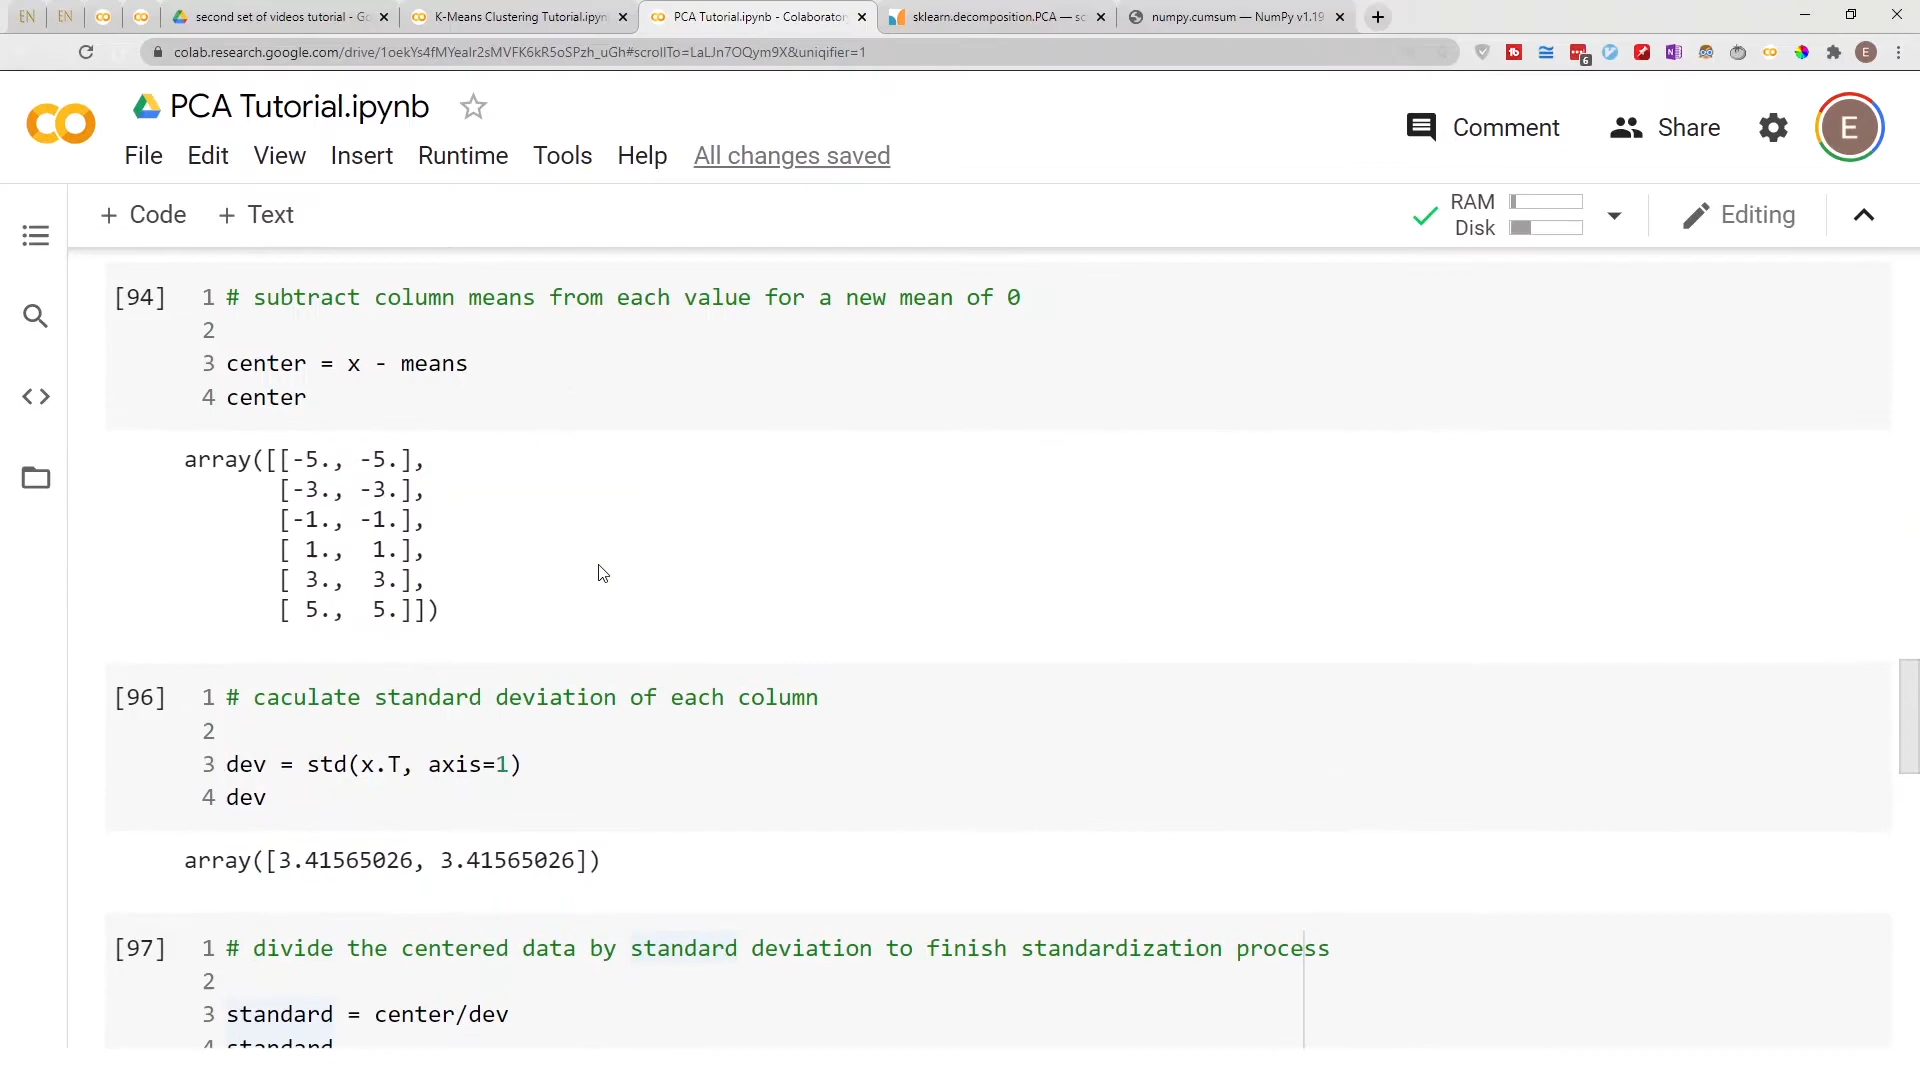 EN
EN
second set of videos tutorial - Go
K-Means Clustering Tutorial.ipyn
PCA Tutorial.ipynb - Colaborator
sklearn.decomposition.PCA — sc
numpy.cumsum — NumPy v1.19
colab.research.google.com/drive/1oekYs4fMYealr2sMVFK6kR5oSPzh_uGh#scrollTo=LaLJn7OQym9X&uniqifier=1
6
E
PCA Tutorial.ipynb
Comment
Share
E
File Edit View Insert Runtime Tools Help All changes saved
+ Code + Text
RAM
Disk
Editing
[94] 1 # subtract column means from each value for a new mean of 0
2
3 center = x - means
4 center
array([[-5., -5.],
[-3., -3.],
[-1., -1.],
[ 1., 1.],
[ 3., 3.],
[ 5., 5.]])
[96] 1 # caculate standard deviation of each column
2
3 dev = std(x.T, axis=1)
4 dev
array([3.41565026, 3.41565026])
[97] 1 # divide the centered data by standard deviation to finish standardization process
2
3 standard = center/dev
4 standard